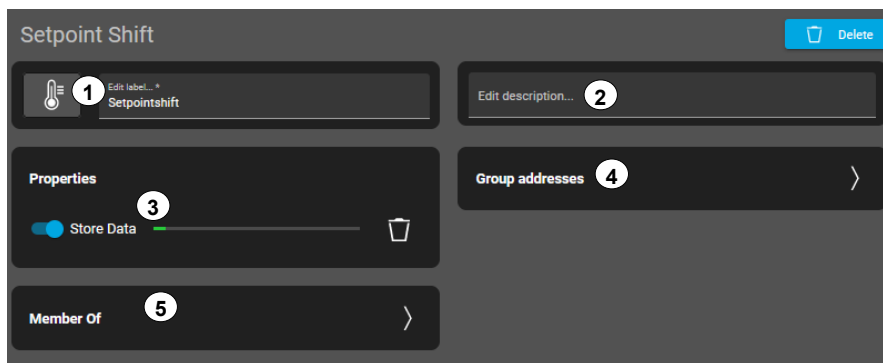 Setpoint Shift
Delete
1
Edit label... *
Setpointshift
Edit description...
2
Properties
3
Store Data
Group addresses
4
Member Of
5